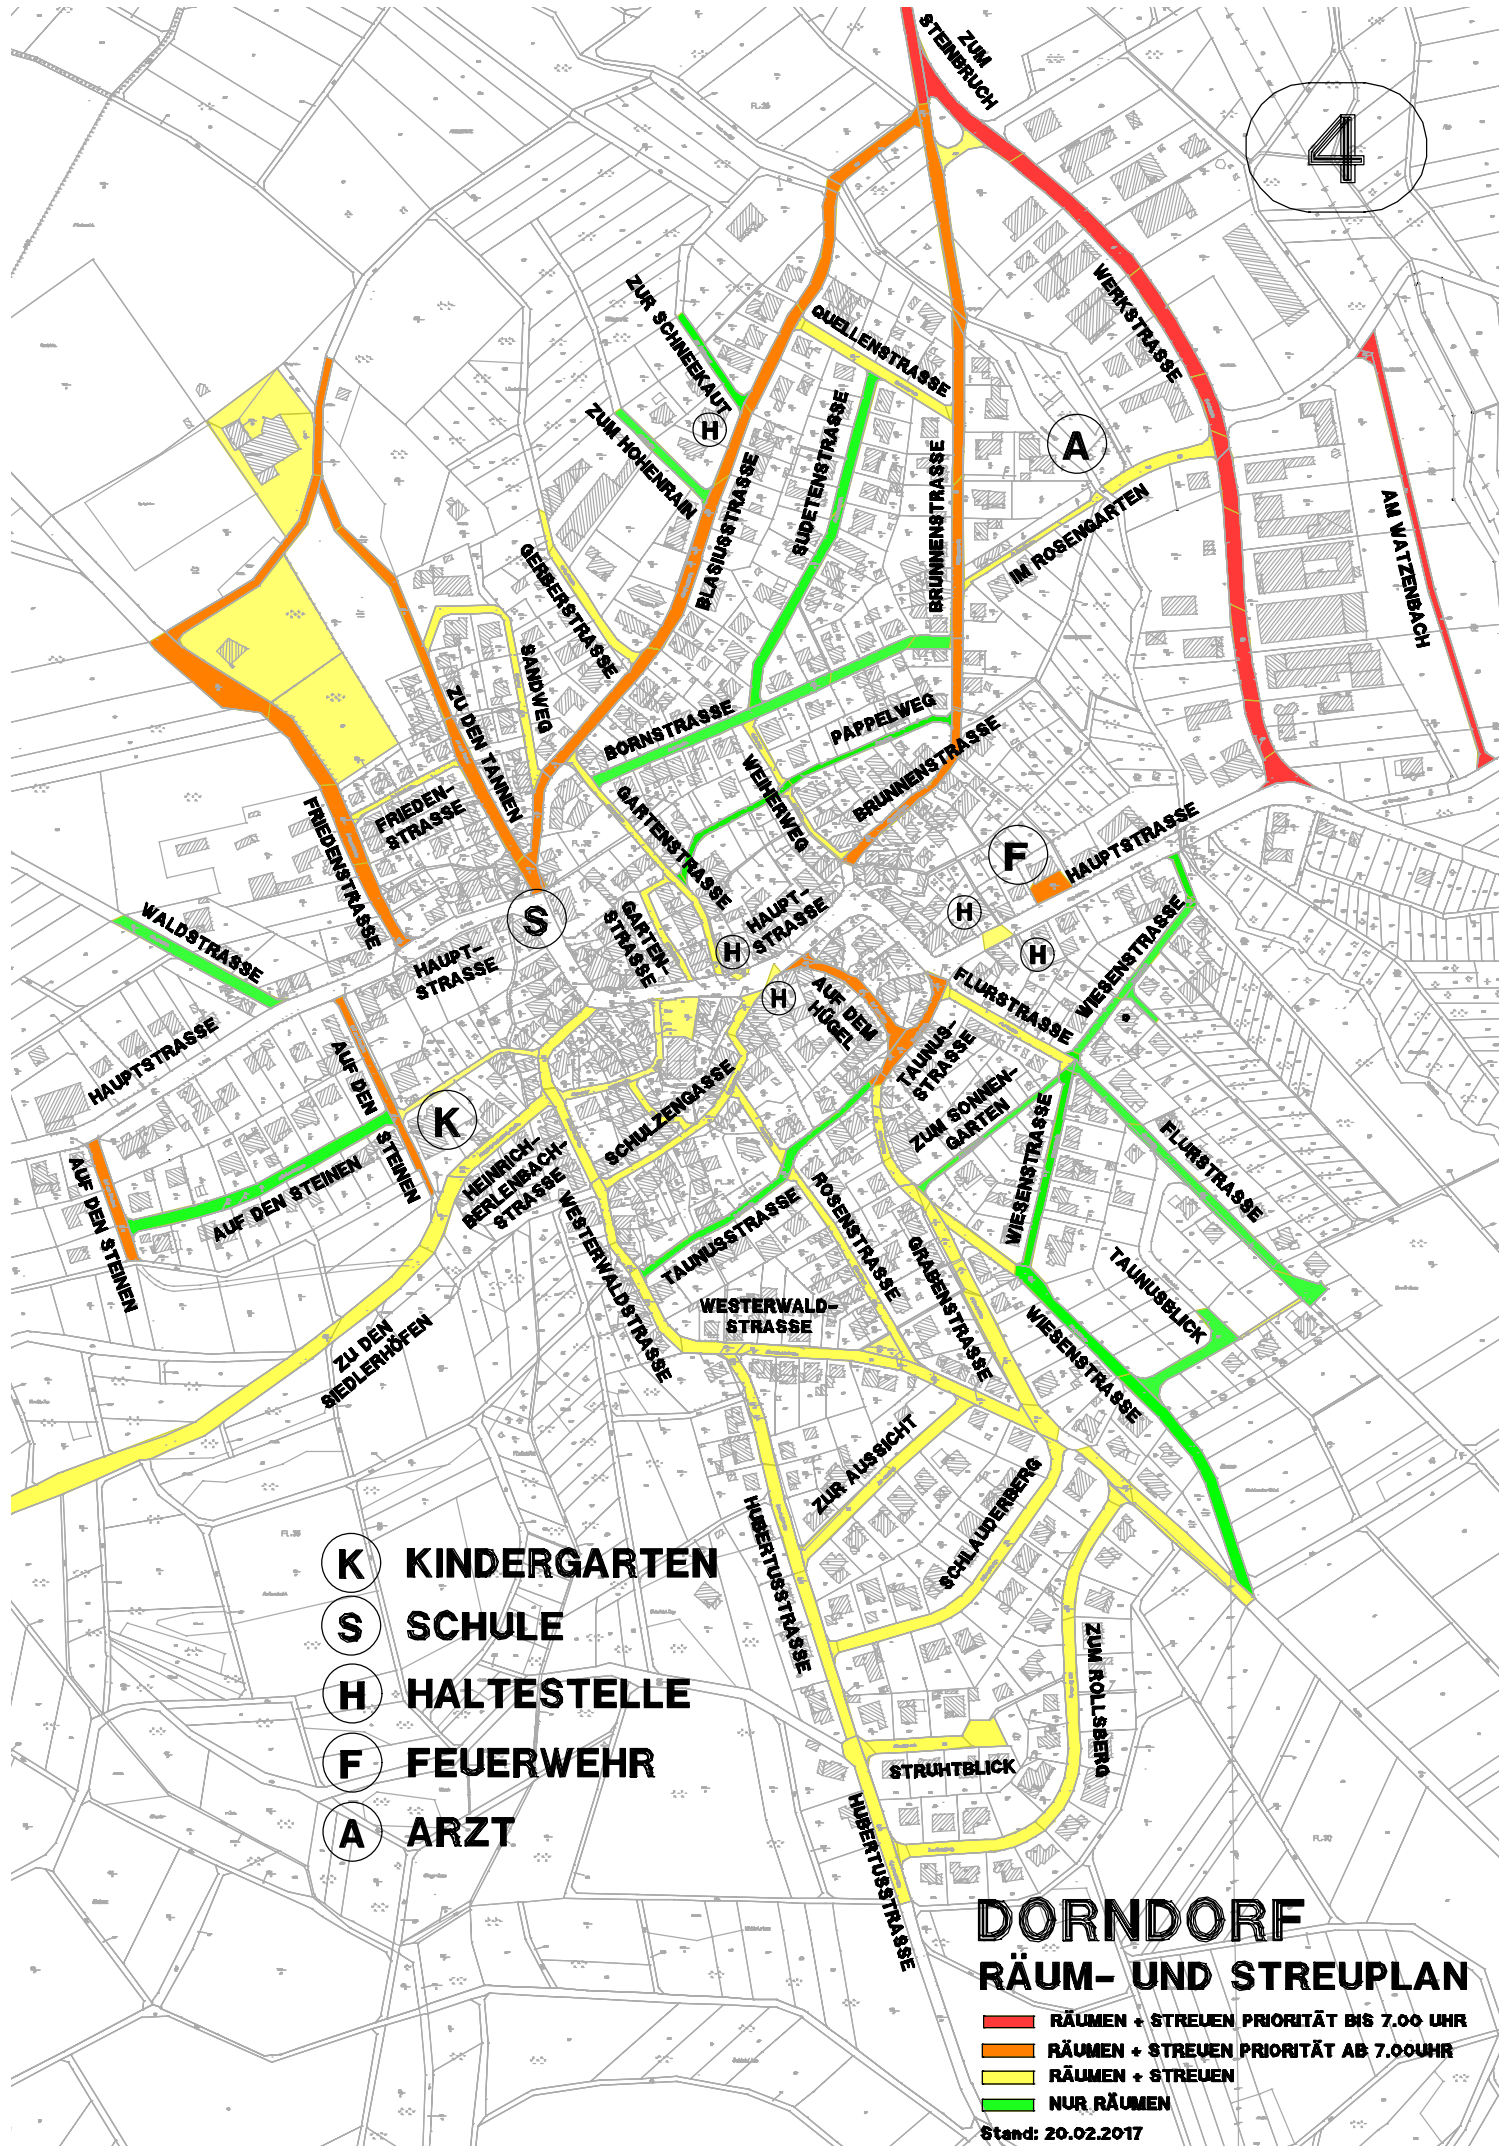 ZUM
STEINBRUCH
4
WERKSTRASSE
ZUR SCHNEEKAUT
QUELLENSTRASSE
ZUM HOHENRAIN
H
A
BLASIUSSTRASSE
SUDETENSTRASSE
BRUNNENSTRASSE
IM ROSENGARTEN
AM WATZENBACH
GERBERSTRASSE
SANDWEG
ZU DEN TANNEN
BORNSTRASSE
PAPPELWEG
WEIHERWEG
BRUNNENSTRASSE
FRIEDEN-
STRASSE
FRIEDENSTRASSE
GARTENSTRASSE
F
HAUPTSTRASSE
WALDSTRASSE
S
HAUPT-
STRASSE
GARTEN-
STRASSE
HAUPT-
STRASSE
H
H
H
H
WIESENSTRASSE
FLURSTRASSE
AUF DEM
HÜGEL
TAUNUS-
STRASSE
HAUPTSTRASSE
AUF DEN
STEINEN
K
SCHULZENGASSE
ZUM SONNEN-
GARTEN
WIESENSTRASSE
FLURSTRASSE
AUF DEN STEINEN
AUF DEN STEINEN
HEINRICH-
BERLENBACH-
STRASSE
WESTERWALDSTRASSE
TAUNUSSTRASSE
ROSENSTRASSE
GRABENSTRASSE
TAUNUSBLICK
WESTERWALD-
STRASSE
ZU DEN
SIEDLERHÖFEN
WIESENSTRASSE
ZUR AUSSICHT
SCHLAUDERBERG
HUBERTUSSTRASSE
ZUM ROLLSBERG
STRUHTBLICK
HUBERTUSSTRASSE
K KINDERGARTEN
S SCHULE
H HALTESTELLE
F FEUERWEHR
A ARZT
DORNDORF
RÄUM- UND STREUPLAN
RÄUMEN + STREUEN PRIORITÄT BIS 7.00 UHR
RÄUMEN + STREUEN PRIORITÄT AB 7.00UHR
RÄUMEN + STREUEN
NUR RÄUMEN
Stand: 20.02.2017